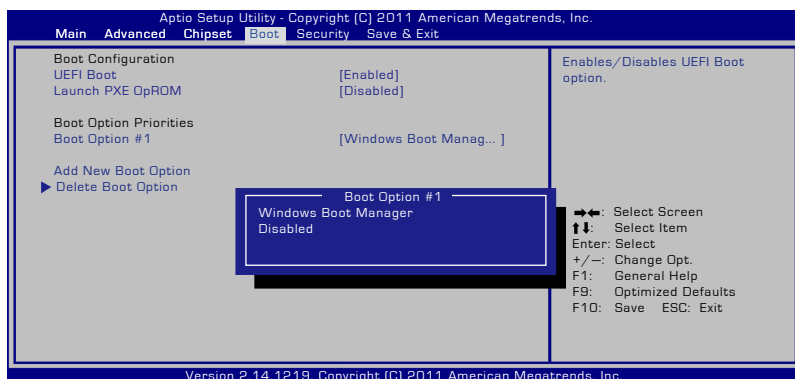 Aptio Setup Utility - Copyright (C) 2011 American Megatrends, Inc.
Main Advanced Chipset Boot Security Save & Exit
Boot Configuration
UEFI Boot [Enabled]
Launch PXE OpROM [Disabled]
Boot Option Priorities
Boot Option #1 [Windows Boot Manag... ]
Add New Boot Option
Delete Boot Option
Boot Option #1
Windows Boot Manager
Disabled
Enables/Disables UEFI Boot
option.
→←: Select Screen
↑↓: Select Item
Enter: Select
+/—: Change Opt.
F1: General Help
F9: Optimized Defaults
F10: Save ESC: Exit
Version 2.14.1219. Copyright (C) 2011 American Megatrends, Inc.